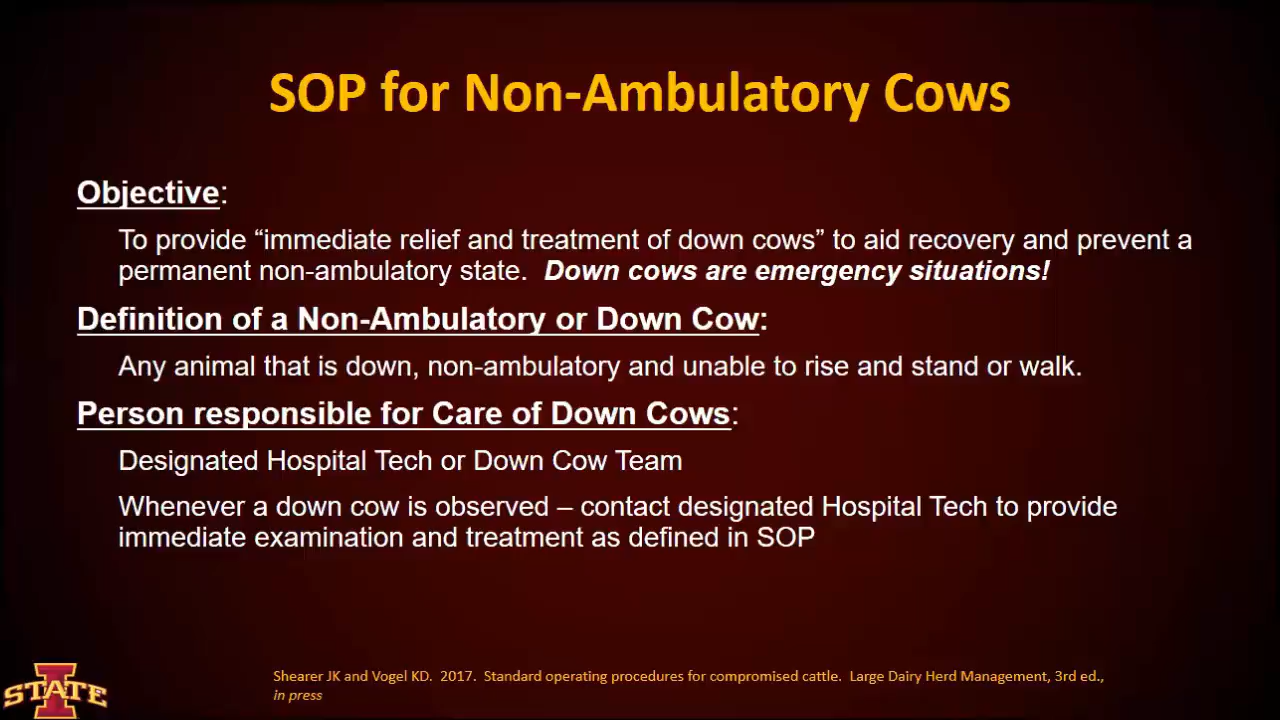 SOP for Non-Ambulatory Cows
Objective:
To provide “immediate relief and treatment of down cows” to aid recovery and prevent a
permanent non-ambulatory state.  Down cows are emergency situations!
Definition of a Non-Ambulatory or Down Cow:
Any animal that is down, non-ambulatory and unable to rise and stand or walk.
Person responsible for Care of Down Cows:
Designated Hospital Tech or Down Cow Team
Whenever a down cow is observed – contact designated Hospital Tech to provide
immediate examination and treatment as defined in SOP
Shearer JK and Vogel KD.  2017.  Standard operating procedures for compromised cattle.  Large Dairy Herd Management, 3rd ed.,
in press
I
STATE